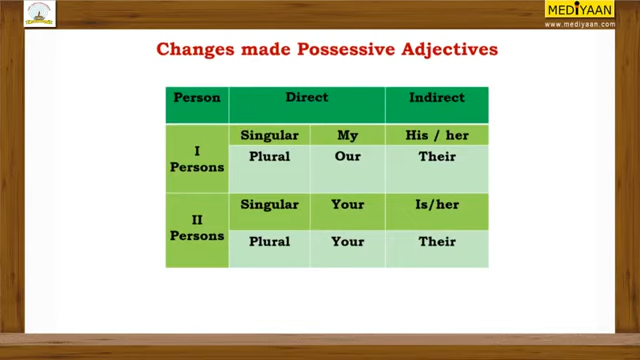 MEDIYAAN
www.mediyaan.com
Changes made Possessive Adjectives
Person Direct Indirect
I Persons Singular My His / her
Plural Our Their
II Persons Singular Your Is/her
Plural Your Their